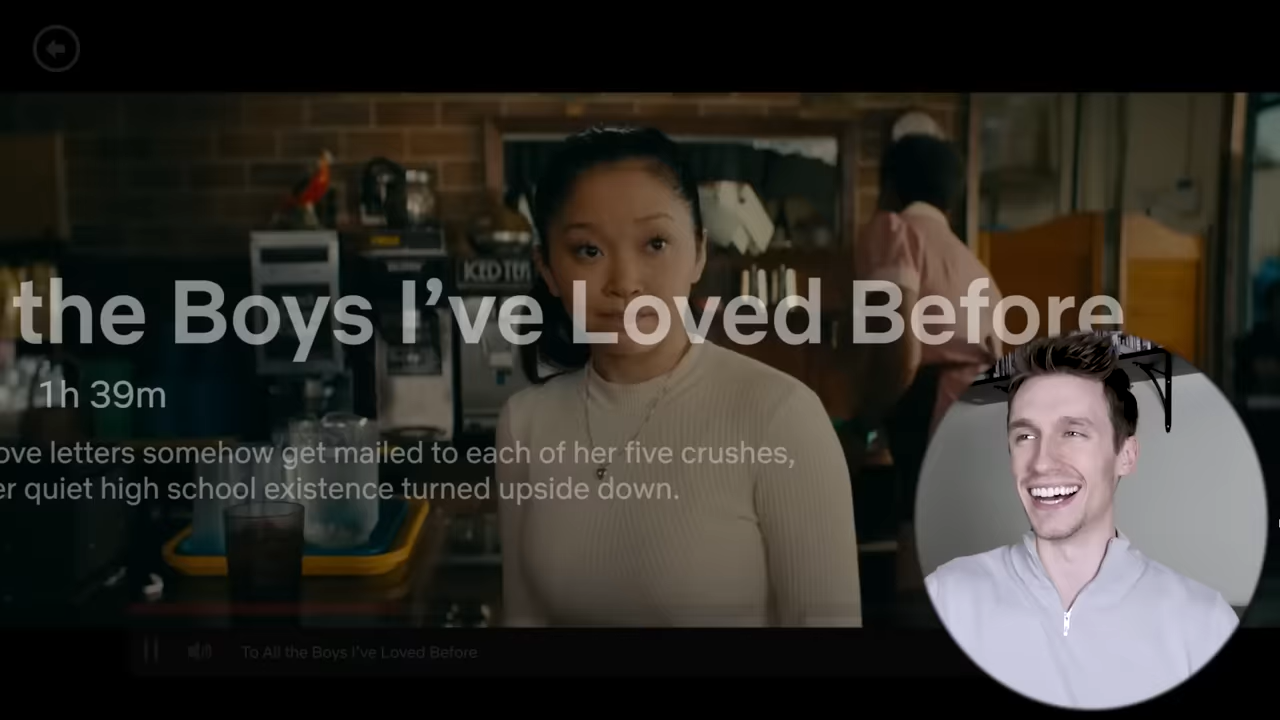 ICED TEA
the Boys I've Loved Before
1h 39m
ove letters somehow get mailed to each of her five crushes,
er quiet high school existence turned upside down.
To All the Boys I've Loved Before